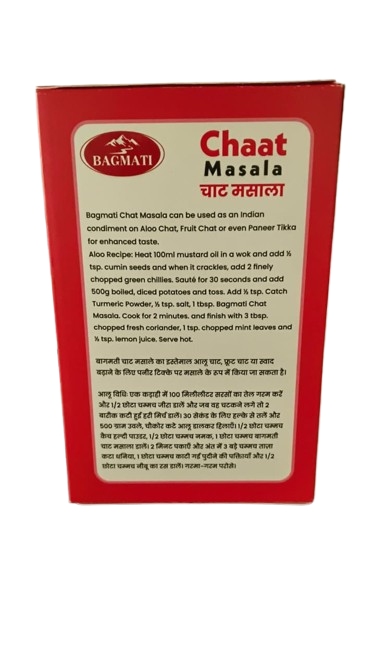 BAGMATI
Chaat
Masala
चाट मसाला
Bagmati Chat Masala can be used as an Indian
condiment on Aloo Chat, Fruit Chat or even Paneer Tikka
for enhanced taste.
Aloo Recipe: Heat 100ml mustard oil in a wok and add ½
tsp. cumin seeds and when it crackles, add 2 finely
chopped green chillies. Sauté for 30 seconds and add
500g boiled, diced potatoes and toss. Add ½ tsp. Catch
Turmeric Powder, ½ tsp. salt, 1 tbsp. Bagmati Chat
Masala. Cook for 2 minutes. and finish with 3 tbsp.
chopped fresh coriander, 1 tsp. chopped mint leaves and
½ tsp. lemon juice. Serve hot.
बागमती चाट मसाले का इस्तेमाल आलू चाट, फ्रूट चाट या स्वाद
बढ़ाने के लिए पनीर टिक्के पर मसाले के रूप में किया जा सकता है।
आलू विधिः एक कड़ाही में 100 मिलीलीटर सरसों का तेल गरम करें
और 1/2 छोटा चम्मच जीरा डालें और जब वह चटकने लगे तो 2
बारीक कटी हुई हरी मिर्च डालें। 30 सेकंड के लिए हल्के से तलें और
500 ग्राम उबले, चौकोर कटे आलू डालकर हिलाएँ। 1/2 छोटा चम्मच
कैच हल्दी पाउडर, 1/2 छोटा चम्मच नमक, 1 छोटा चम्मच बागमती
चाट मसाला डालें। 2 मिनट पकाएँ और अंत में 3 बड़े चम्मच ताज़ा
कटा धनिया, 1 छोटा चम्मच काटी गई पुदीने की पत्तियाँ और 1/2
छोटा चम्मच नींबू का रस डालें। गरमा-गरम परोसें।